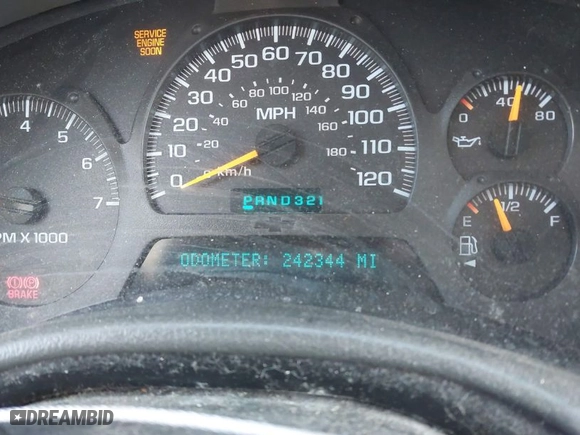 SERVICE
ENGINE
SOON
4 5 6 7
PM X 1000
BRAKE
0 10 20 30 40 50 60 70 80 90 100 110 120
20 40 60 80 100 120 140 160 180
MPH
km/h
PRND321
ODOMETER: 242344 MI
0 40 80
E 1/2 F
DREAMBID